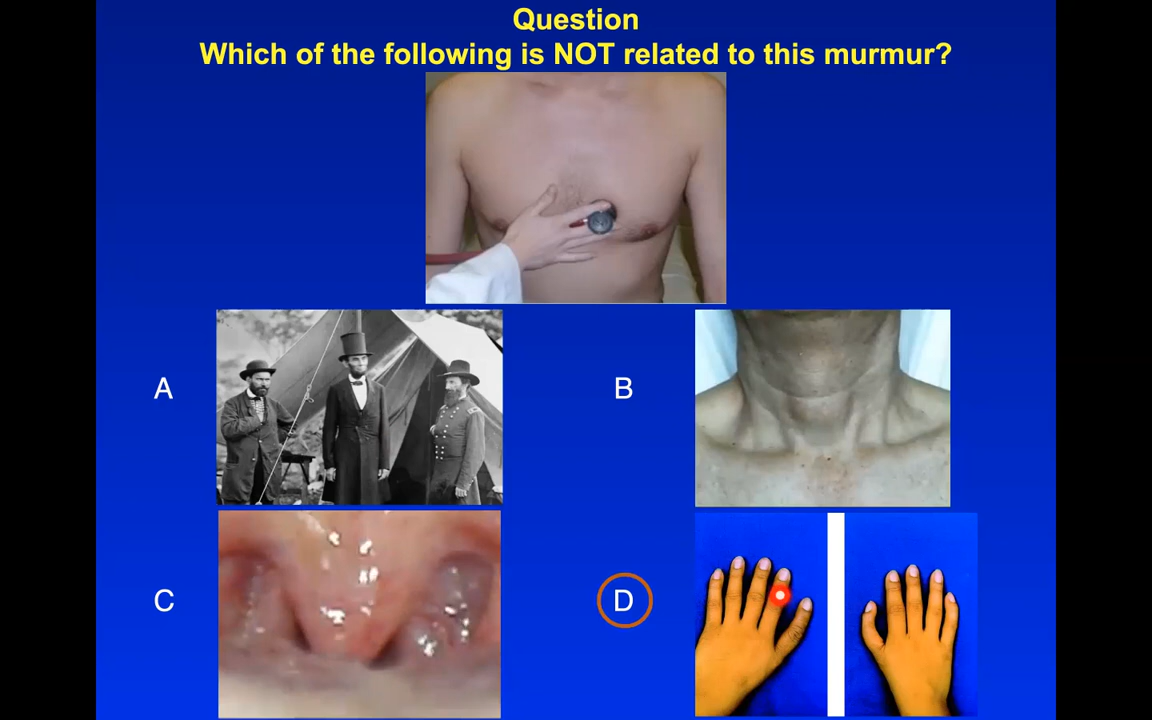 Question
Which of the following is NOT related to this murmur?
A
B
C
D